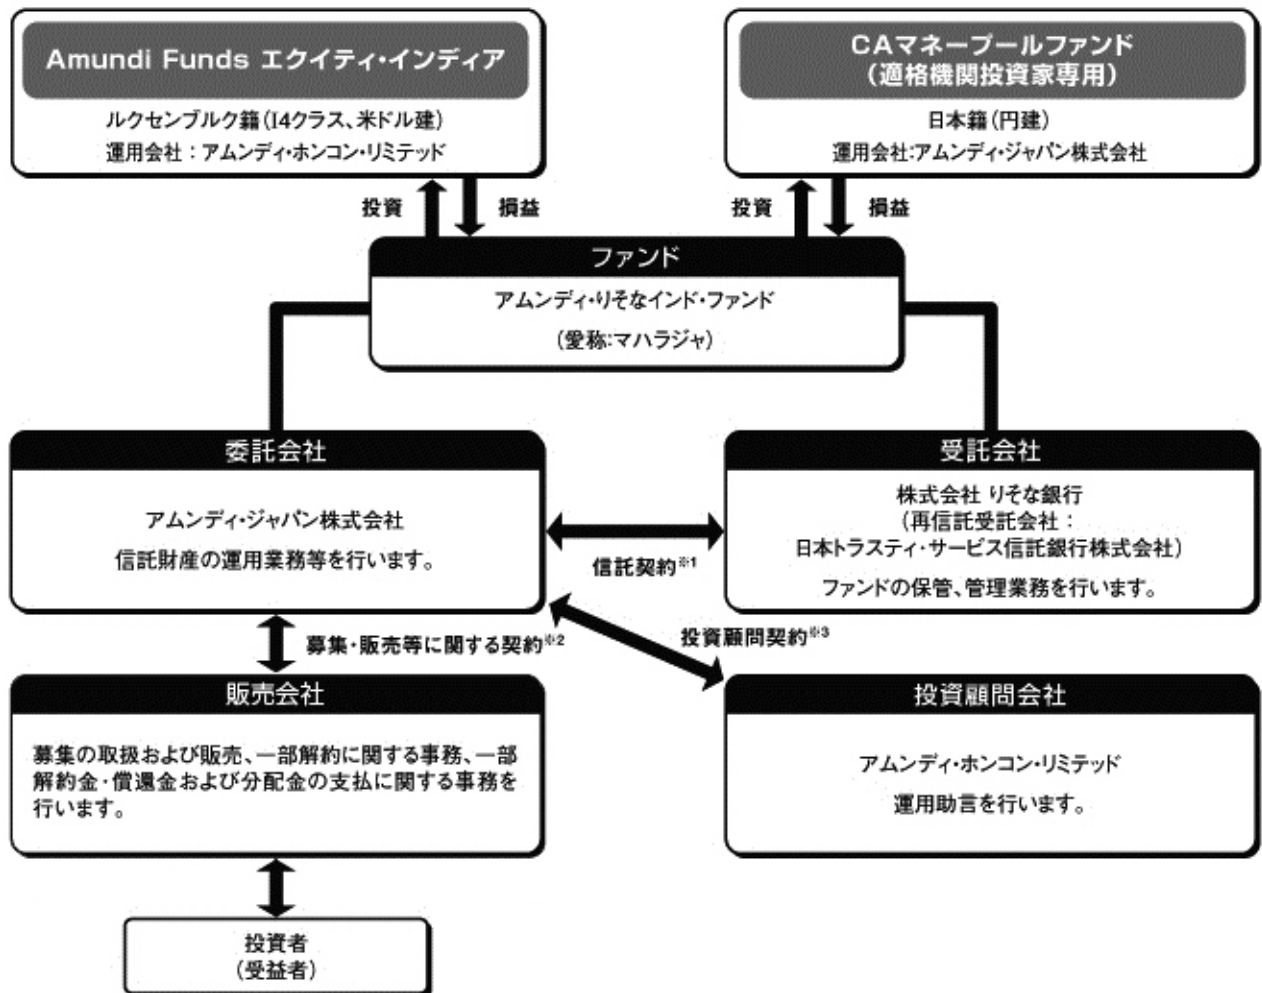 Amundi Funds エクイティ・インディア
ルクセンブルク籍(I4クラス、米ドル建)
運用会社：アムンディ・ホンコン・リミテッド
CAマネープールファンド
(適格機関投資家専用)
日本籍(円建)
運用会社:アムンディ・ジャパン株式会社
投資
損益
投資
損益
ファンド
アムンディ・りそなインド・ファンド
(愛称:マハラジャ)
委託会社
アムンディ・ジャパン株式会社
信託財産の運用業務等を行います。
信託契約※1
受託会社
株式会社 りそな銀行
(再信託受託会社：
日本トラスティ・サービス信託銀行株式会社)
ファンドの保管、管理業務を行います。
募集・販売等に関する契約※2
投資顧問契約※3
販売会社
募集の取扱および販売、一部解約に関する事務、一部
解約金・償還金および分配金の支払に関する事務を
行います。
投資顧問会社
アムンディ・ホンコン・リミテッド
運用助言を行います。
投資者
(受益者)